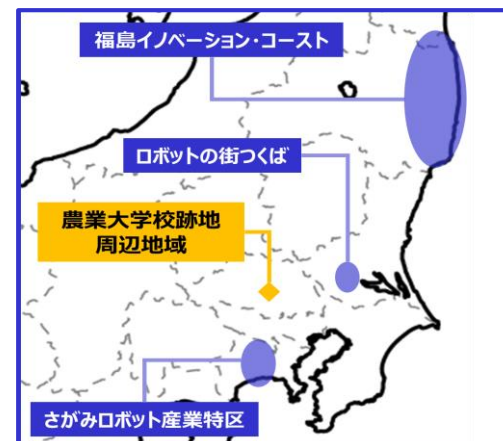 福島イノベーション・コースト
ロボットの街つくば
農業大学校跡地
周辺地域
さがみロボット産業特区